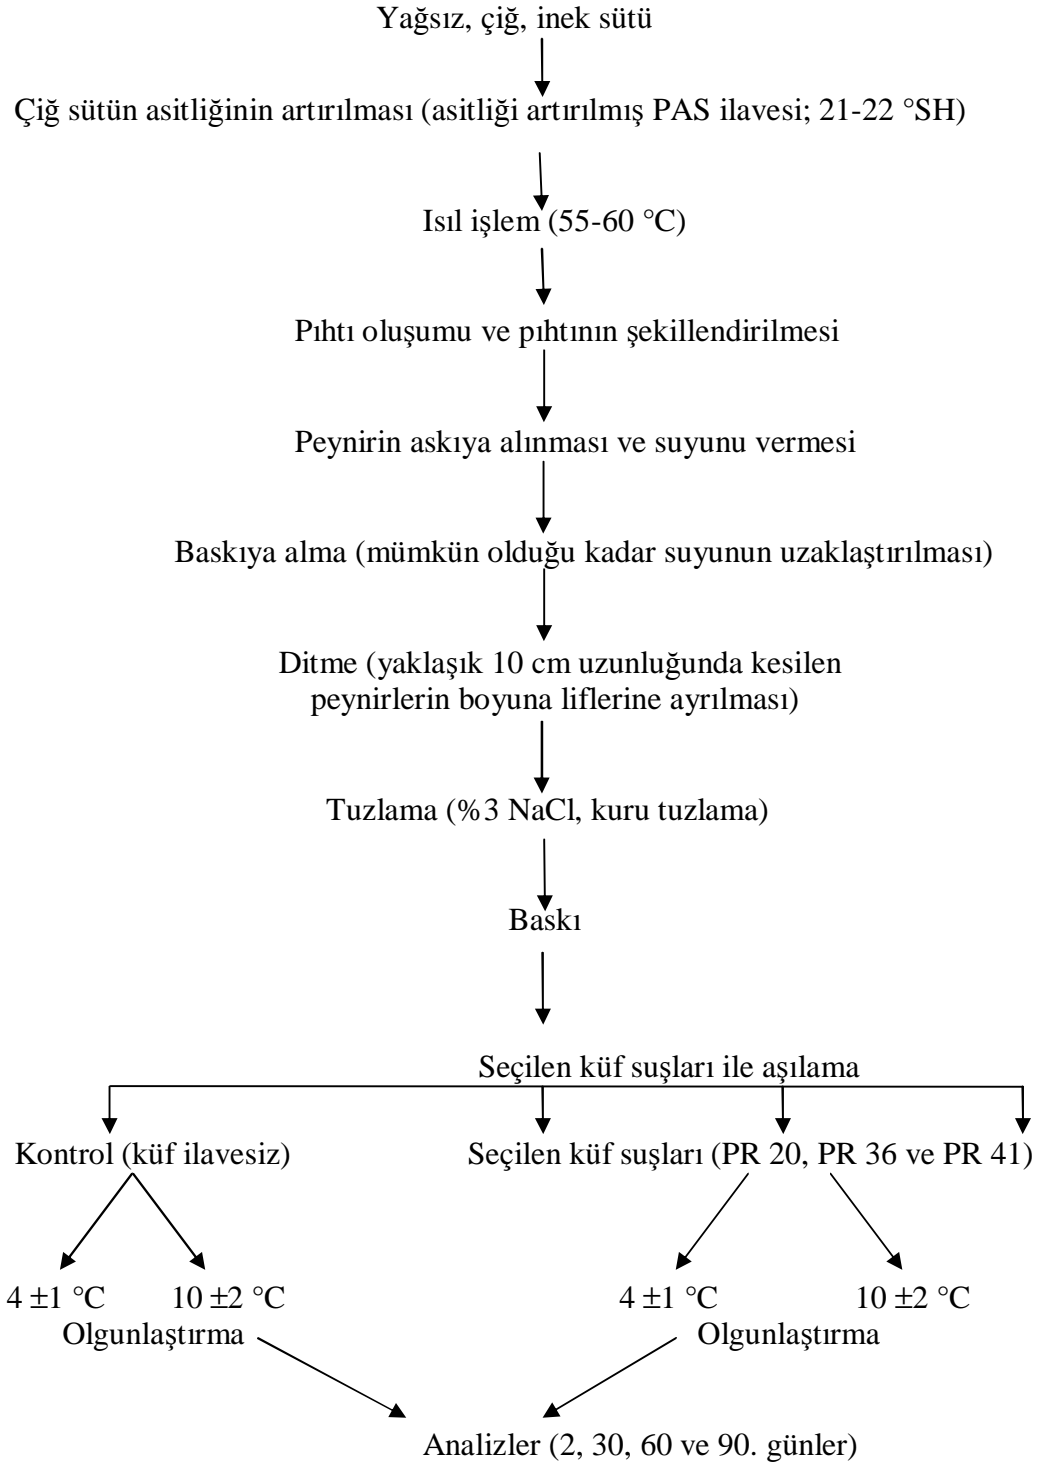 Yağsız, çiğ, inek sütü
Çiğ sütün asitliğinin artırılması (asitliği artırılmış PAS ilavesi; 21-22 °SH)
Isıl işlem (55-60 °C)
Pıhtı oluşumu ve pıhtının şekillendirilmesi
Peynirin askıya alınması ve suyunu vermesi
Baskıya alma (mümkün olduğu kadar suyunun uzaklaştırılması)
Ditme (yaklaşık 10 cm uzunluğunda kesilen
peynirlerin boyuna liflerine ayrılması)
Tuzlama (%3 NaCl, kuru tuzlama)
Baskı
Seçilen küf suşları ile aşılama
Kontrol (küf ilavesiz) Seçilen küf suşları (PR 20, PR 36 ve PR 41)
4 ±1 °C 10 ±2 °C 4 ±1 °C 10 ±2 °C
Olgunlaştırma Olgunlaştırma
Analizler (2, 30, 60 ve 90. günler)